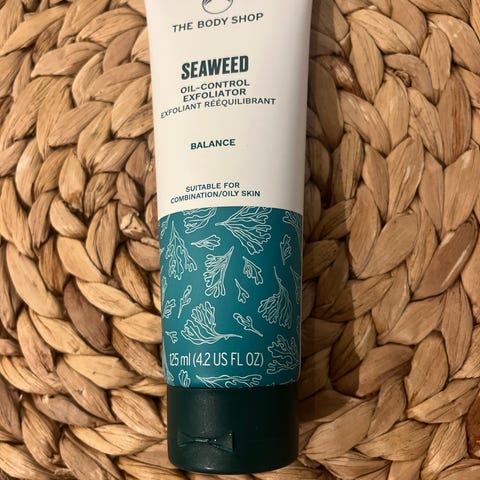 THE BODY SHOP
SEAWEED
OIL-CONTROL
EXFOLIATOR
EXFOLIANT RÉÉQUILIBRANT
BALANCE
SUITABLE FOR
COMBINATION/OILY SKIN
125 ml (4.2 US FL OZ)